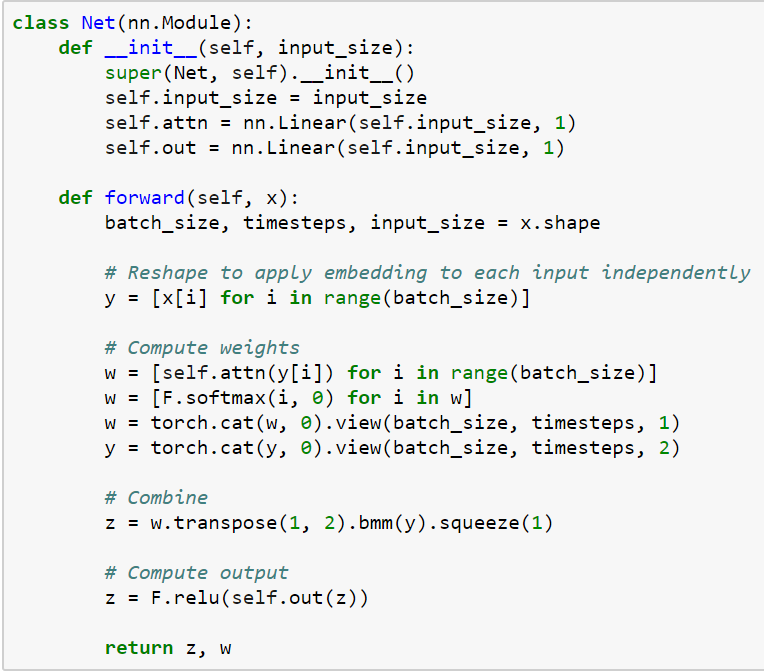 class Net(nn.Module):
    def __init__(self, input_size):
        super(Net, self).__init__()
        self.input_size = input_size
        self.attn = nn.Linear(self.input_size, 1)
        self.out = nn.Linear(self.input_size, 1)

    def forward(self, x):
        batch_size, timesteps, input_size = x.shape

        # Reshape to apply embedding to each input independently
        y = [x[i] for i in range(batch_size)]

        # Compute weights
        w = [self.attn(y[i]) for i in range(batch_size)]
        w = [F.softmax(i, 0) for i in w]
        w = torch.cat(w, 0).view(batch_size, timesteps, 1)
        y = torch.cat(y, 0).view(batch_size, timesteps, 2)

        # Combine
        z = w.transpose(1, 2).bmm(y).squeeze(1)

        # Compute output
        z = F.relu(self.out(z))

        return z, w